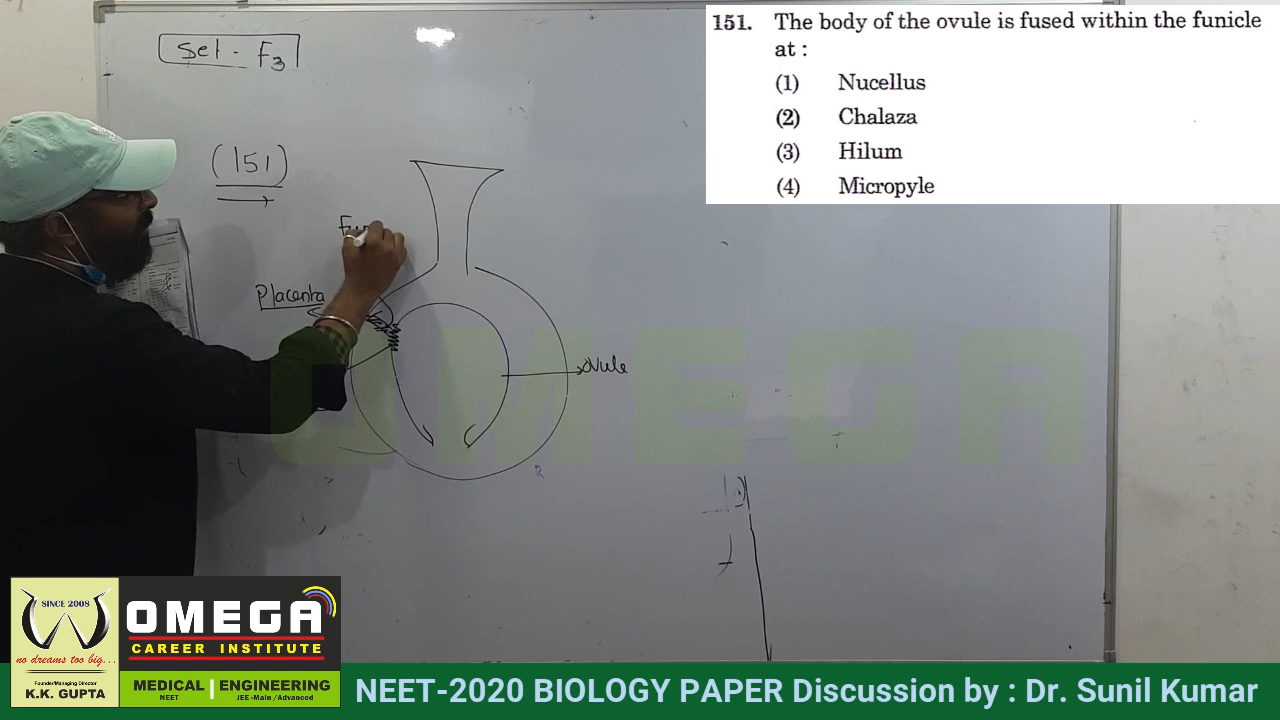 Set - F3
(151)
Placenta
ovule
151. The body of the ovule is fused within the funicle
at :
(1) Nucellus
(2) Chalaza
(3) Hilum
(4) Micropyle
OMEGA
SINCE 2008
no dreams too big...
Founder/Managing Director
K.K. GUPTA
OMEGA
CAREER INSTITUTE
MEDICAL | ENGINEERING
NEET JEE-Main /Advanced
NEET-2020 BIOLOGY PAPER Discussion by : Dr. Sunil Kumar